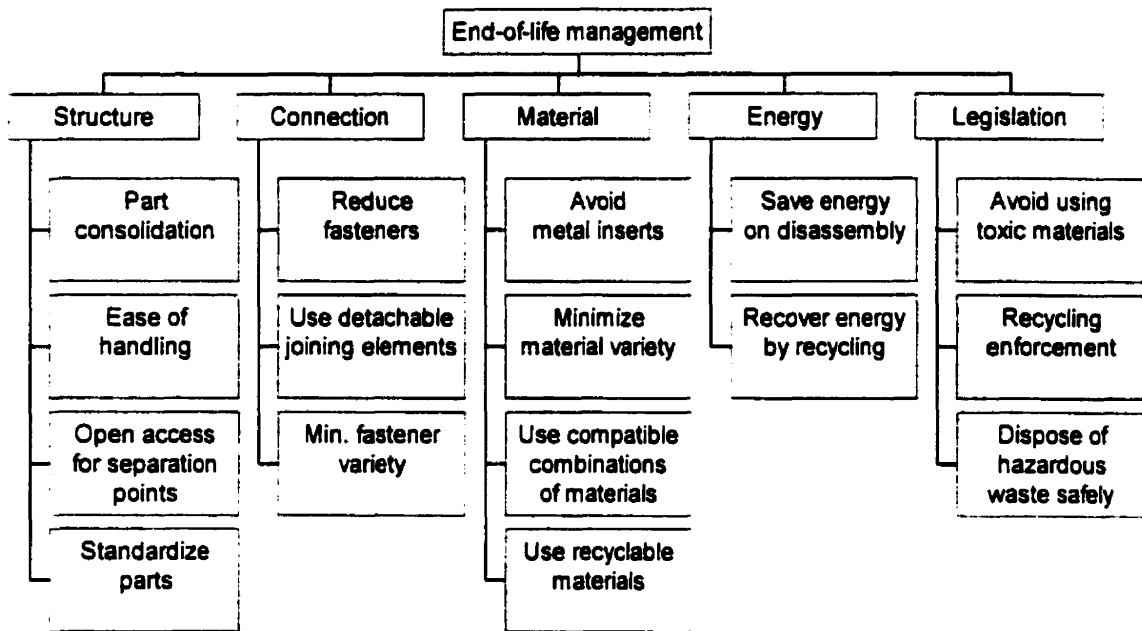 End-of-life management
Structure
Connection
Material
Energy
Legislation
Part
consolidation
Ease of
handling
Open access
for separation
points
Standardize
parts
Reduce
fasteners
Use detachable
joining elements
Min. fastener
variety
Avoid
metal inserts
Minimize
material variety
Use compatible
combinations
of materials
Use recyclable
materials
Save energy
on disassembly
Recover energy
by recycling
Avoid using
toxic materials
Recycling
enforcement
Dispose of
hazardous
waste safely